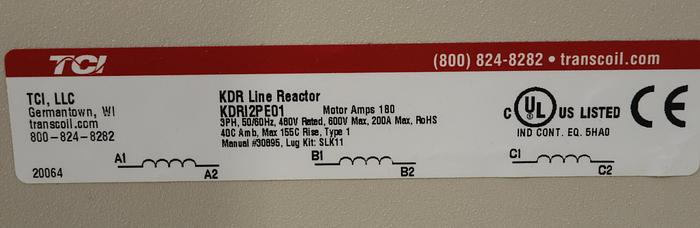 TCI (800) 824-8282 • transcoil.com
TCI, LLC
Germantown, WI
transcoil.com
800-824-8282
20064
KDR Line Reactor
KDRI2PE01 Motor Amps 180
3PH, 50/60Hz, 480V Rated, 600V Max, 200A Max, RoHS
40C Amb, Max 155C Rise, Type 1
Manual #30895, Lug Kit: SLK11
A1 A2
B1 B2
C1 C2
C UL US LISTED CE
IND CONT. EQ. 5HA0